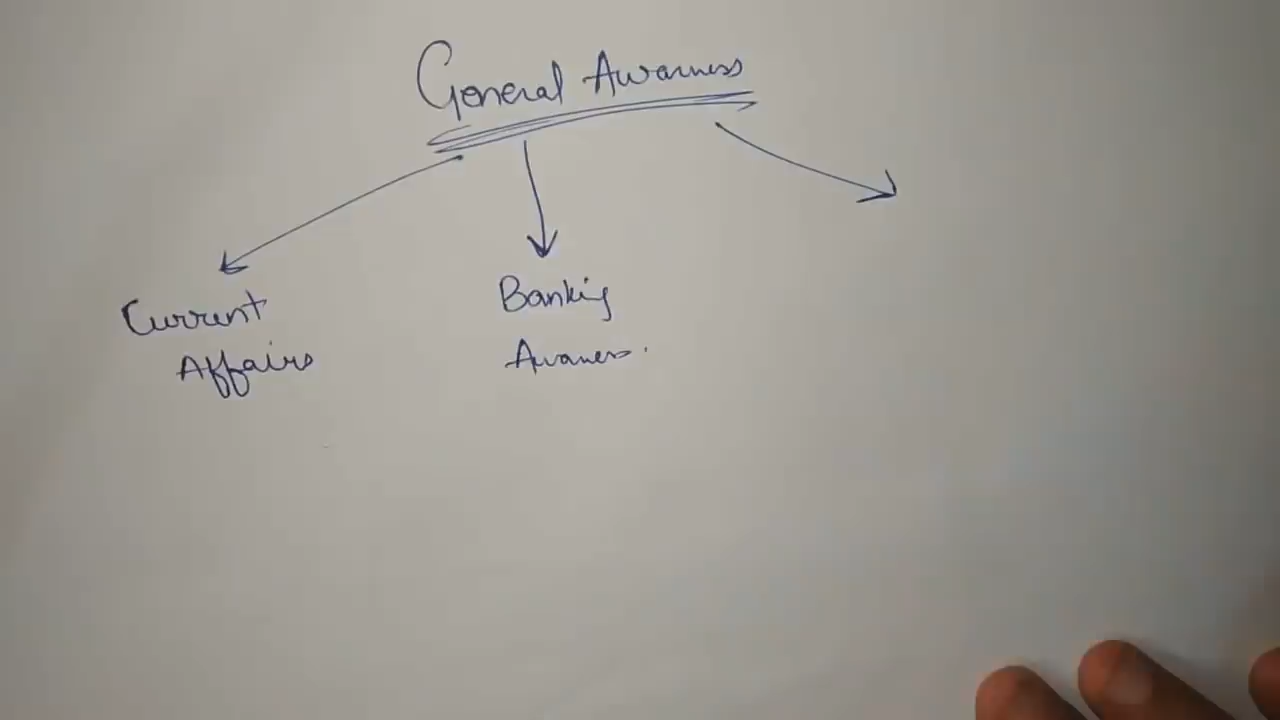 General Awarness
Current
Affairs
Banking
Awarness.